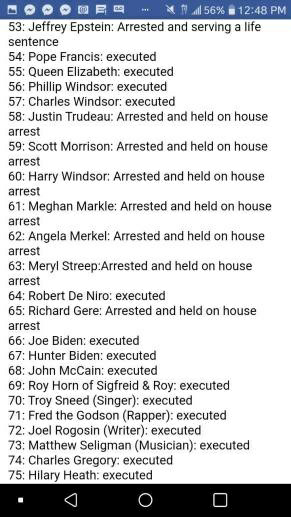 56% 12:48 PM
53: Jeffrey Epstein: Arrested and serving a life
sentence
54: Pope Francis: executed
55: Queen Elizabeth: executed
56: Phillip Windsor: executed
57: Charles Windsor: executed
58: Justin Trudeau: Arrested and held on house
arrest
59: Scott Morrison: Arrested and held on house
arrest
60: Harry Windsor: Arrested and held on house
arrest
61: Meghan Markle: Arrested and held on house
arrest
62: Angela Merkel: Arrested and held on house
arrest
63: Meryl Streep:Arrested and held on house
arrest
64: Robert De Niro: executed
65: Richard Gere: Arrested and held on house
arrest
66: Joe Biden: executed
67: Hunter Biden: executed
68: John McCain: executed
69: Roy Horn of Sigfreid & Roy: executed
70: Troy Sneed (Singer): executed
71: Fred the Godson (Rapper): executed
72: Joel Rogosin (Writer): executed
73: Matthew Seligman (Musician): executed
74: Charles Gregory: executed
75: Hilary Heath: executed